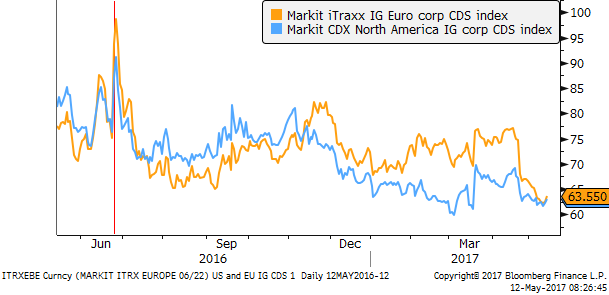 Markit iTraxx IG Euro corp CDS index
Markit CDX North America IG corp CDS index
100
95
90
85
80
75
70
65
63.550
60
Jun Sep Dec Mar
2016 2017
ITRXEBE Curncy (MARKIT ITRX EUROPE 06/22) US and EU IG CDS 1 Daily 12MAY2016-12 Copyright© 2017 Bloomberg Finance L.P.
12-May-2017 08:26:45